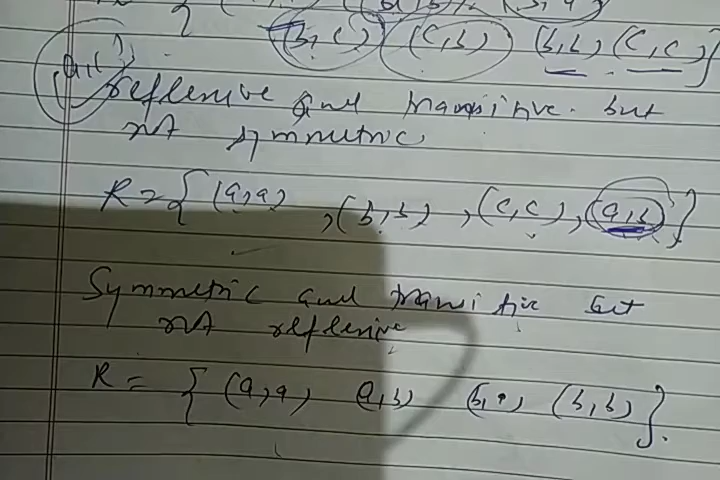 (b, c) (c, b) (b, b) (c, c) }
reflexive and transitive. but
not symmetric
R = { (a, a) , (b, b) , (c, c) , (a, b) }
Symmetric and transitive but
not reflexive
R = { (a, a) (a, b) (b, a) (b, b) }.